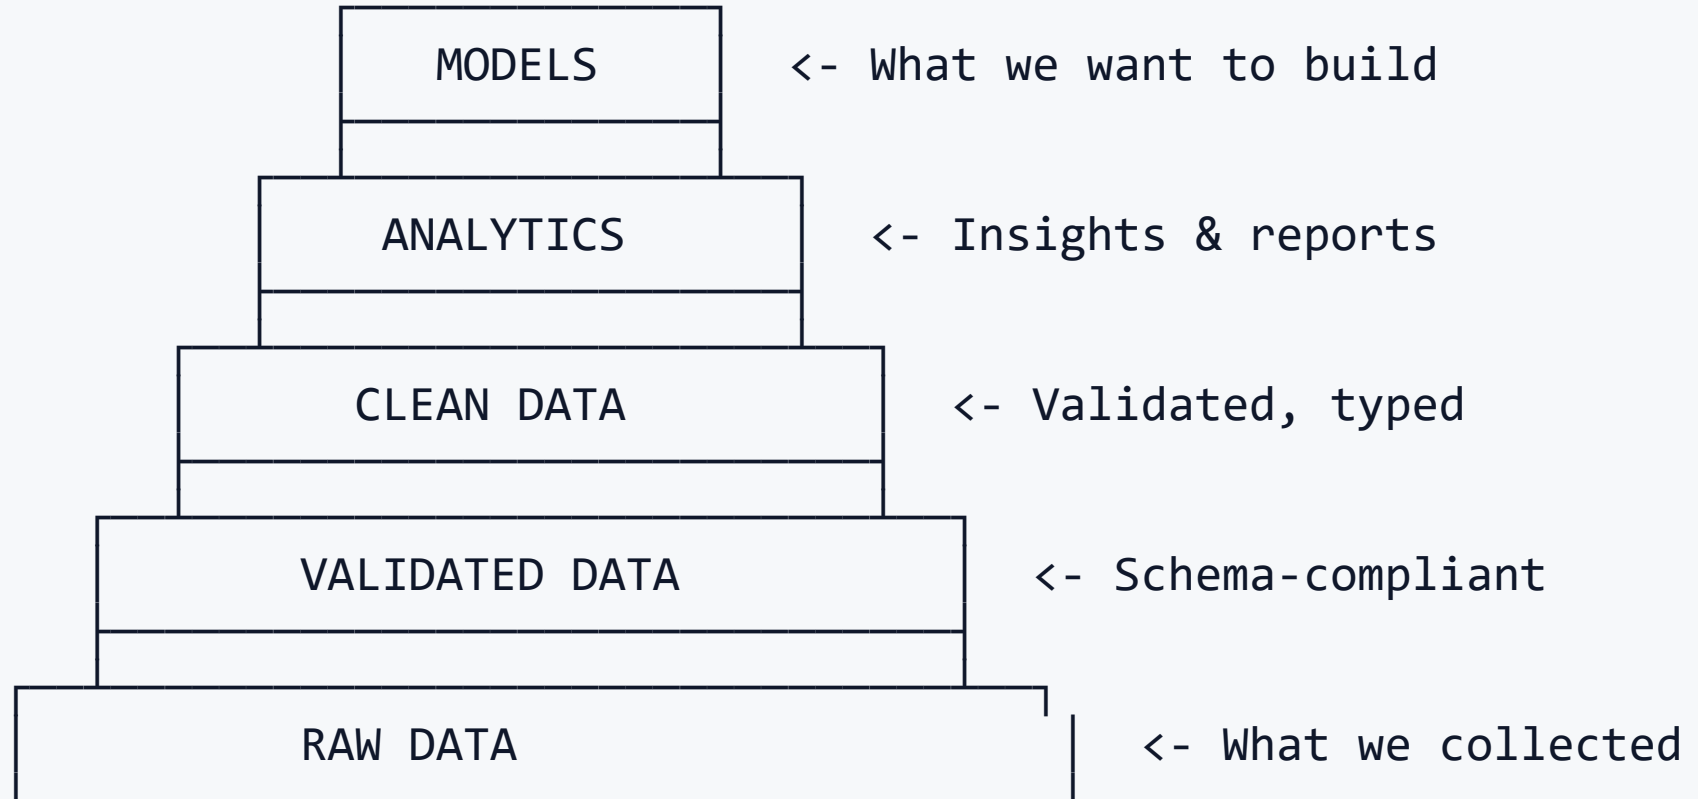 MODELS <- What we want to build
ANALYTICS <- Insights & reports
CLEAN DATA <- Validated, typed
VALIDATED DATA <- Schema-compliant
RAW DATA <- What we collected